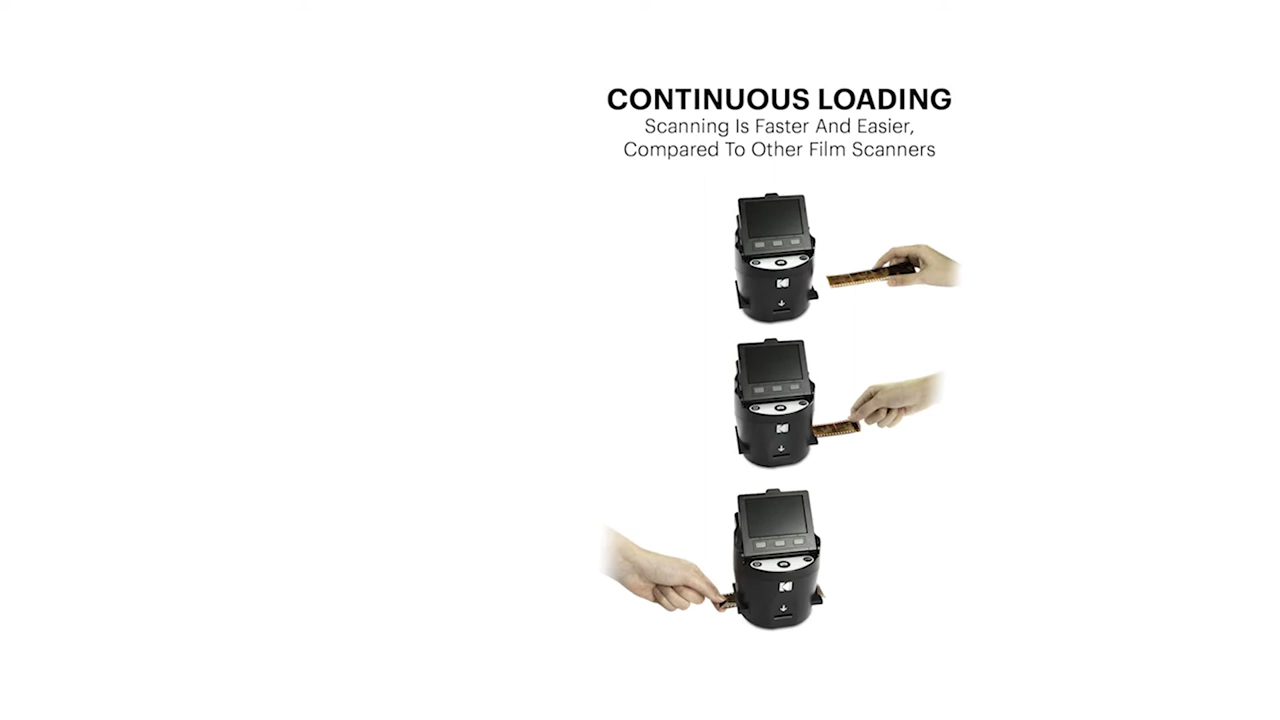 CONTINUOUS LOADING
Scanning Is Faster And Easier,
Compared To Other Film Scanners